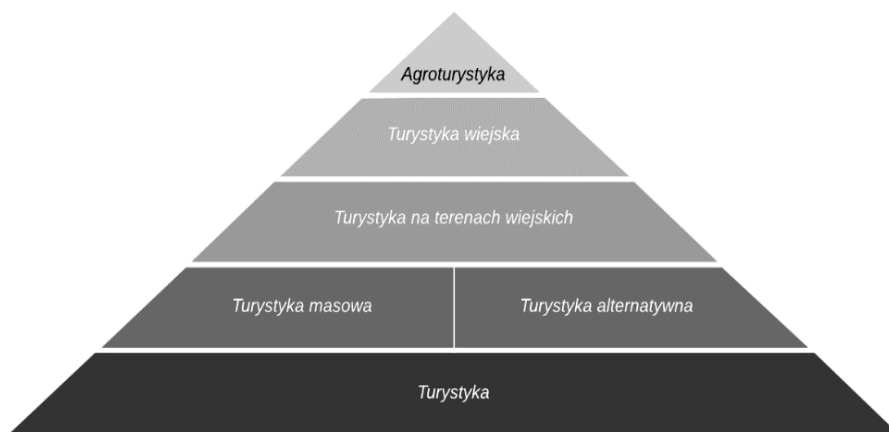 Agroturystyka
Turystyka wiejska
Turystyka na terenach wiejskich
Turystyka masowa
Turystyka alternatywna
Turystyka